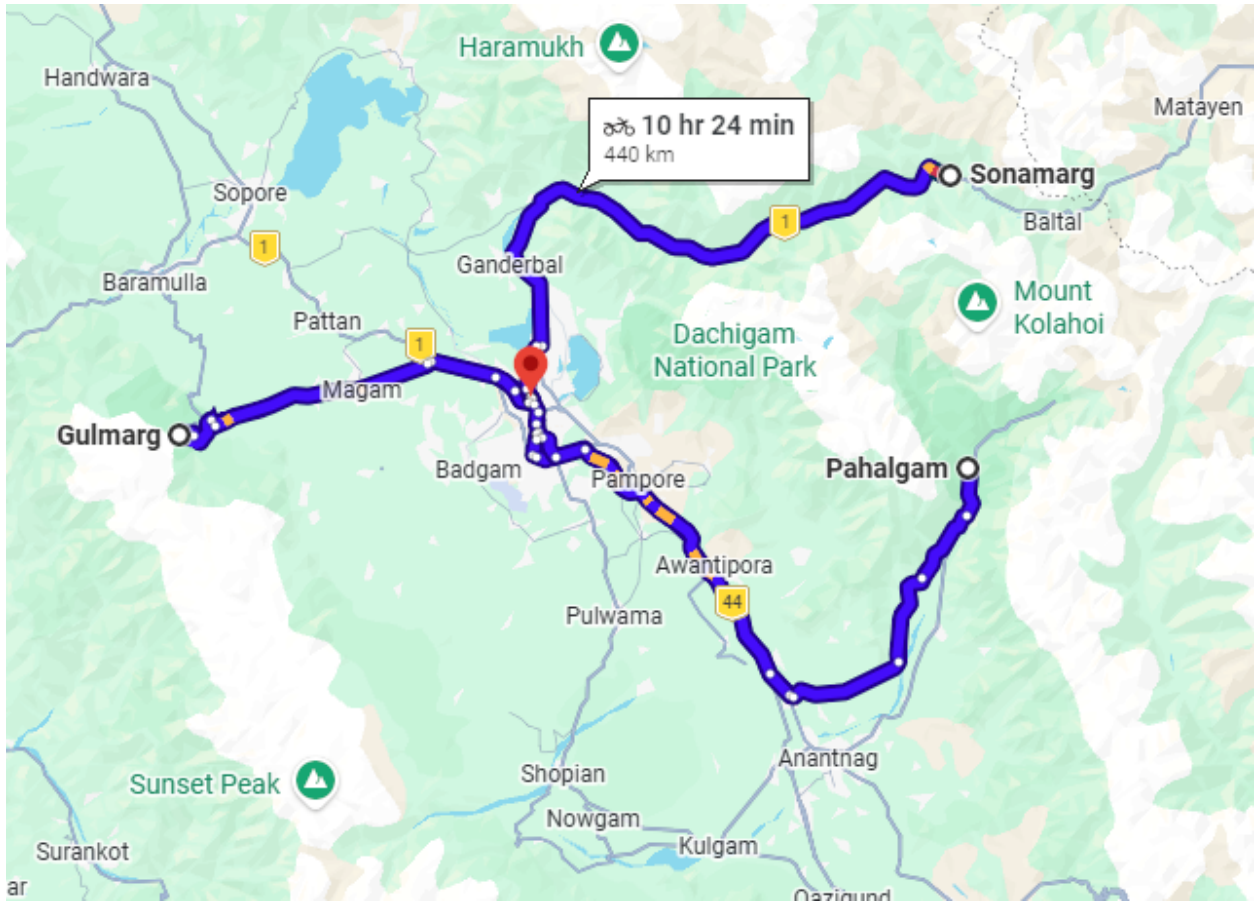 Haramukh
Handwara
Matayen
10 hr 24 min
440 km
Sonamarg
Sopore
1
Baltal
1
Ganderbal
Baramulla
Mount
Kolahoi
Pattan
1
Dachigam
National Park
Magam
Gulmarg
Badgam
Pampore
Pahalgam
Awantipora
44
Pulwama
Anantnag
Shopian
Sunset Peak
Nowgam
Kulgam
Surankot
ar
Qazigund